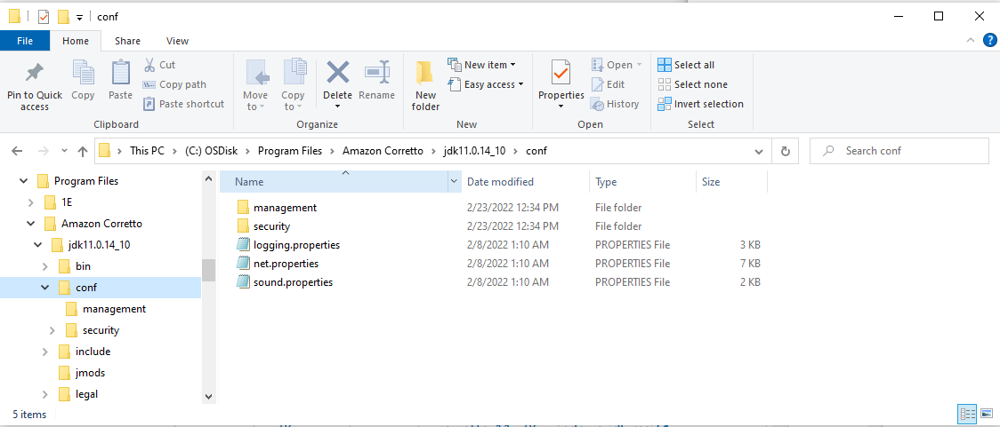 conf
File Home Share View
Pin to Quick access
Copy
Paste
Cut
Copy path
Paste shortcut
Clipboard
Move to
Copy to
Delete
Rename
Organize
New folder
New item
Easy access
New
Properties
Open
Edit
History
Open
Select all
Select none
Invert selection
Select
This PC > (C:) OSDisk > Program Files > Amazon Corretto > jdk11.0.14_10 > conf
Search conf
Program Files
1E
Amazon Corretto
jdk11.0.14_10
bin
conf
management
security
include
jmods
legal
Name Date modified Type Size
management 2/23/2022 12:34 PM File folder
security 2/23/2022 12:34 PM File folder
logging.properties 2/8/2022 1:10 AM PROPERTIES File 3 KB
net.properties 2/8/2022 1:10 AM PROPERTIES File 7 KB
sound.properties 2/8/2022 1:10 AM PROPERTIES File 2 KB
5 items